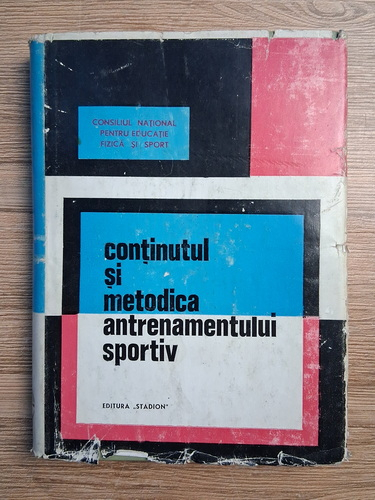 CONSILIUL NAȚIONAL
PENTRU EDUCAȚIE
FIZICĂ ȘI SPORT
conținutul
și
metodica
antrenamentului
sportiv
EDITURA „STADION"